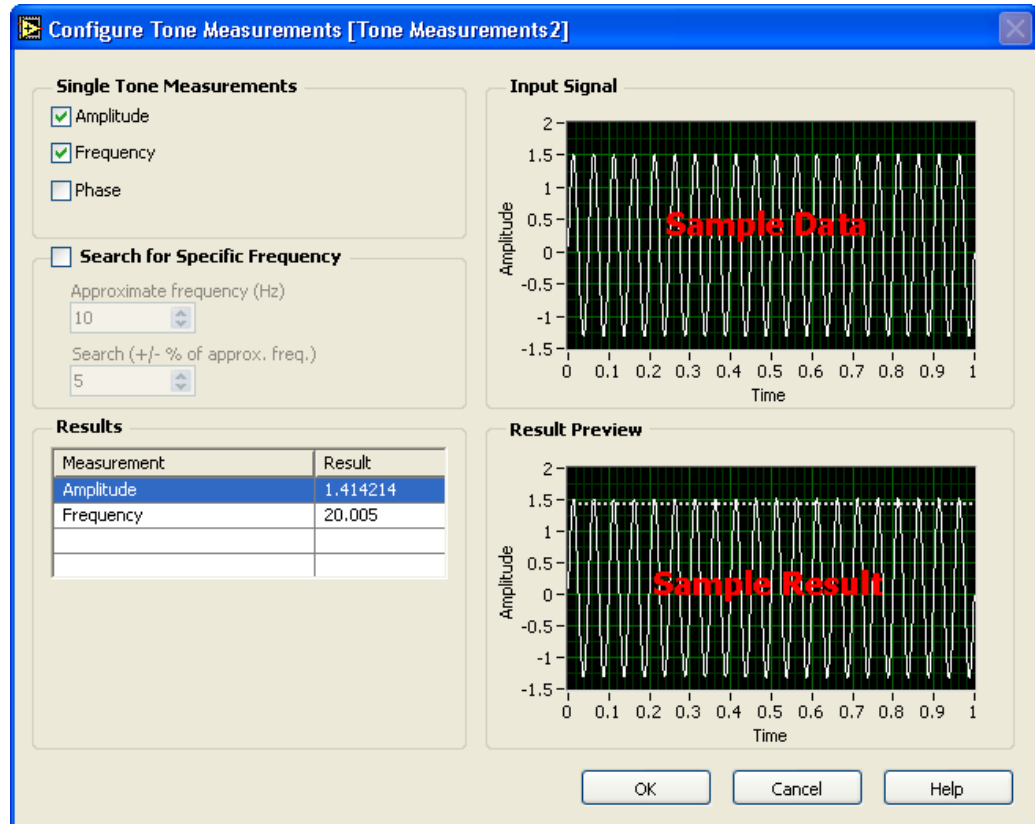 Configure Tone Measurements [Tone Measurements2]
Single Tone Measurements
Amplitude
Frequency
Phase
Search for Specific Frequency
Approximate frequency (Hz)
10
Search (+/- % of approx. freq.)
5
Results
Measurement Result
Amplitude 1.414214
Frequency 20.005
Input Signal
2
1.5
1
0.5
0
-0.5
-1
-1.5
Amplitude
Sample Data
0 0.1 0.2 0.3 0.4 0.5 0.6 0.7 0.8 0.9 1
Time
Result Preview
2
1.5
1
0.5
0
-0.5
-1
-1.5
Amplitude
Sample Result
0 0.1 0.2 0.3 0.4 0.5 0.6 0.7 0.8 0.9 1
Time
OK Cancel Help